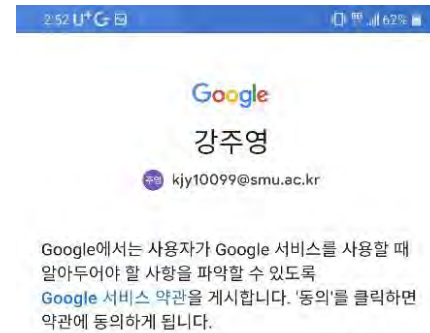 2:52 U+G
62%
Google
강주영
주영 kjy10099@smu.ac.kr
Google에서는 사용자가 Google 서비스를 사용할 때
알아두어야 할 사항을 파악할 수 있도록
Google 서비스 약관을 게시합니다. '동의'를 클릭하면
약관에 동의하게 됩니다.